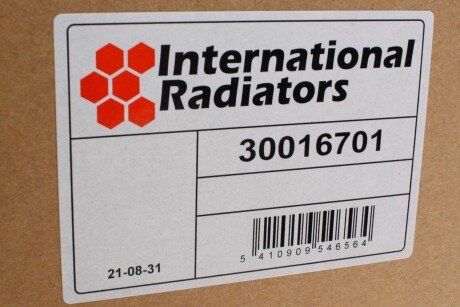 International
Radiators
30016701
5 410909 546564
21-08-31